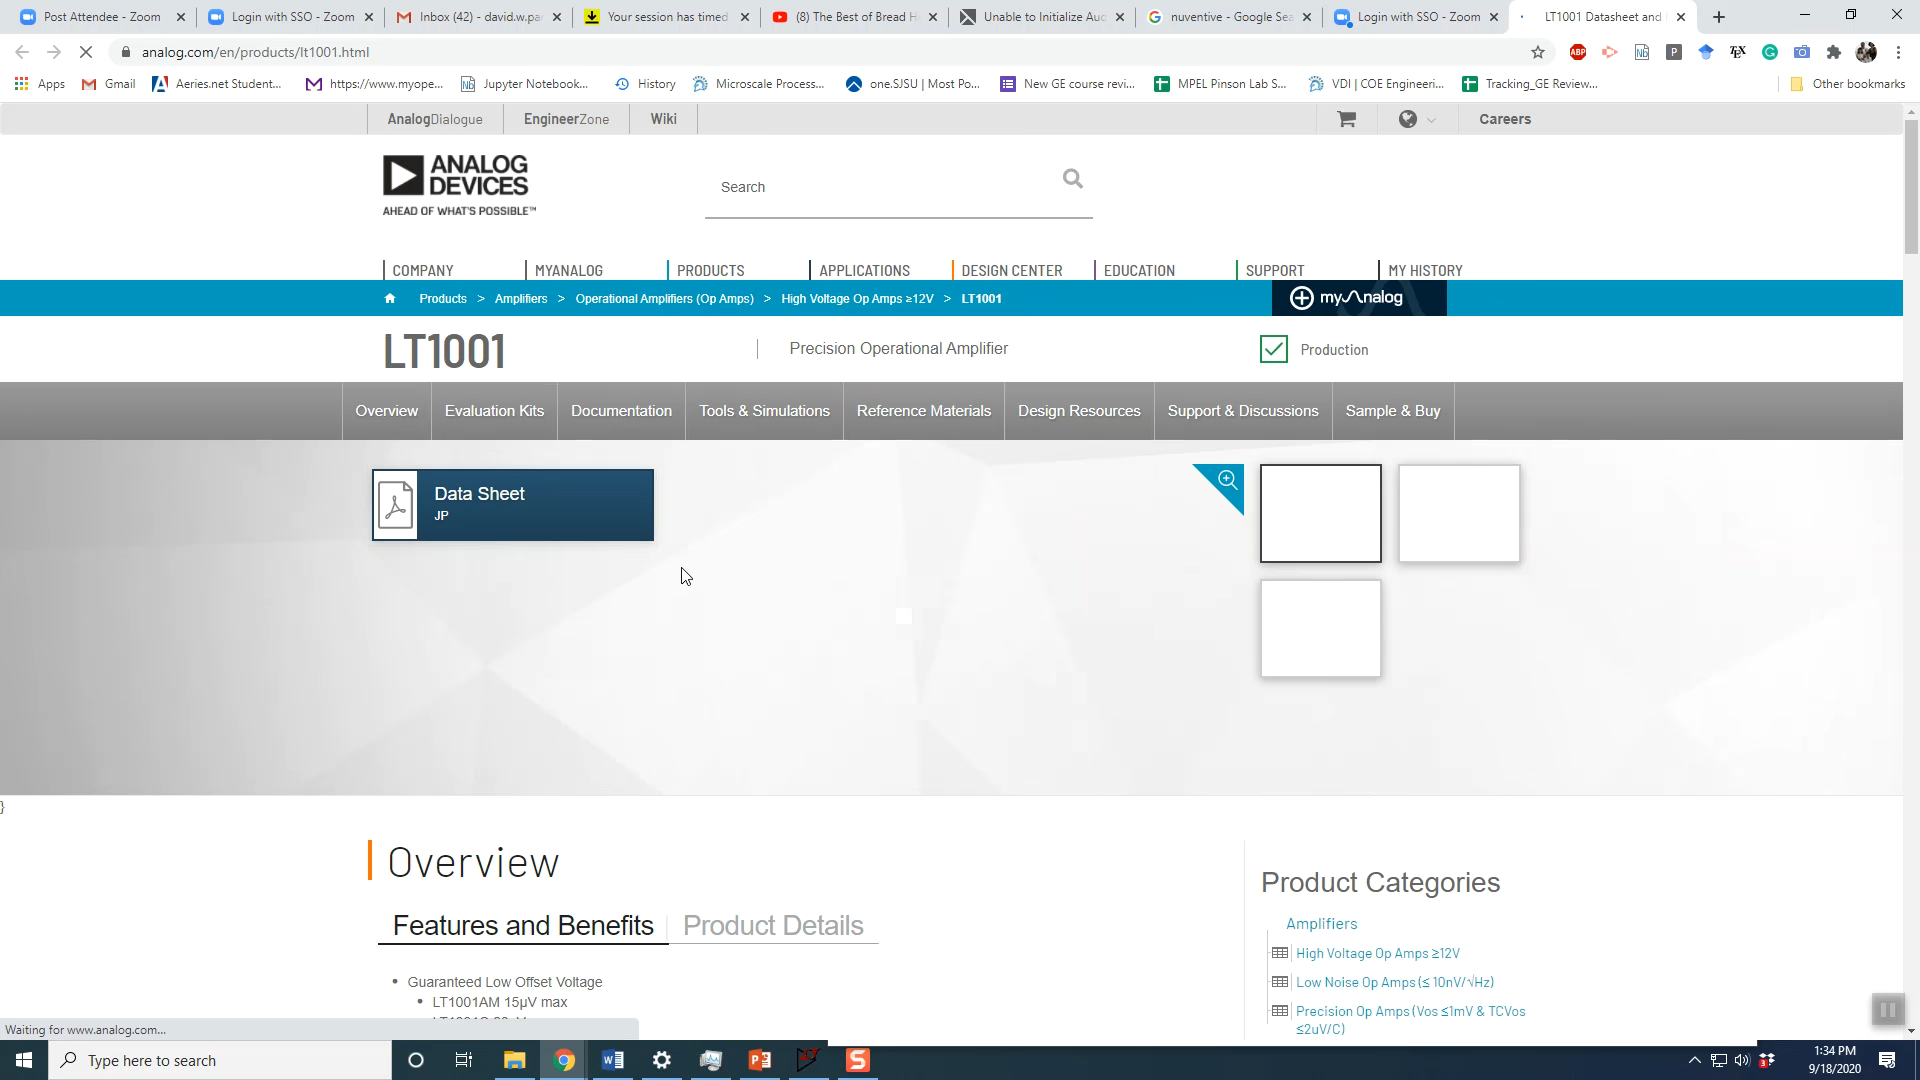 Post Attendee - Zoom
Login with SSO - Zoom
Inbox (42) - david.w.pa
Your session has timed
(8) The Best of Bread H
Unable to Initialize Aud
nuventive - Google Sea
Login with SSO - Zoom
LT1001 Datasheet and
analog.com/en/products/lt1001.html
Apps
Gmail
Aeries.net Student...
https://www.myope...
Jupyter Notebook...
History
Microscale Process...
one.SJSU | Most Po...
New GE course revi...
MPEL Pinson Lab S...
VDI | COE Engineeri...
Tracking_GE Review...
Other bookmarks
AnalogDialogue
EngineerZone
Wiki
Careers
ANALOG
DEVICES
AHEAD OF WHAT'S POSSIBLE™
Search
COMPANY
MYANALOG
PRODUCTS
APPLICATIONS
DESIGN CENTER
EDUCATION
SUPPORT
MY HISTORY
Products > Amplifiers > Operational Amplifiers (Op Amps) > High Voltage Op Amps ≥12V > LT1001
myAnalog
LT1001
Precision Operational Amplifier
Production
Overview
Evaluation Kits
Documentation
Tools & Simulations
Reference Materials
Design Resources
Support & Discussions
Sample & Buy
Data Sheet
JP
}
Overview
Features and Benefits
Product Details
• Guaranteed Low Offset Voltage
• LT1001AM 15µV max
Product Categories
Amplifiers
High Voltage Op Amps ≥12V
Low Noise Op Amps (≤ 10nV/√Hz)
Precision Op Amps (Vos ≤1mV & TCVos
≤2uV/C)
Waiting for www.analog.com...
Type here to search
1:34 PM
9/18/2020